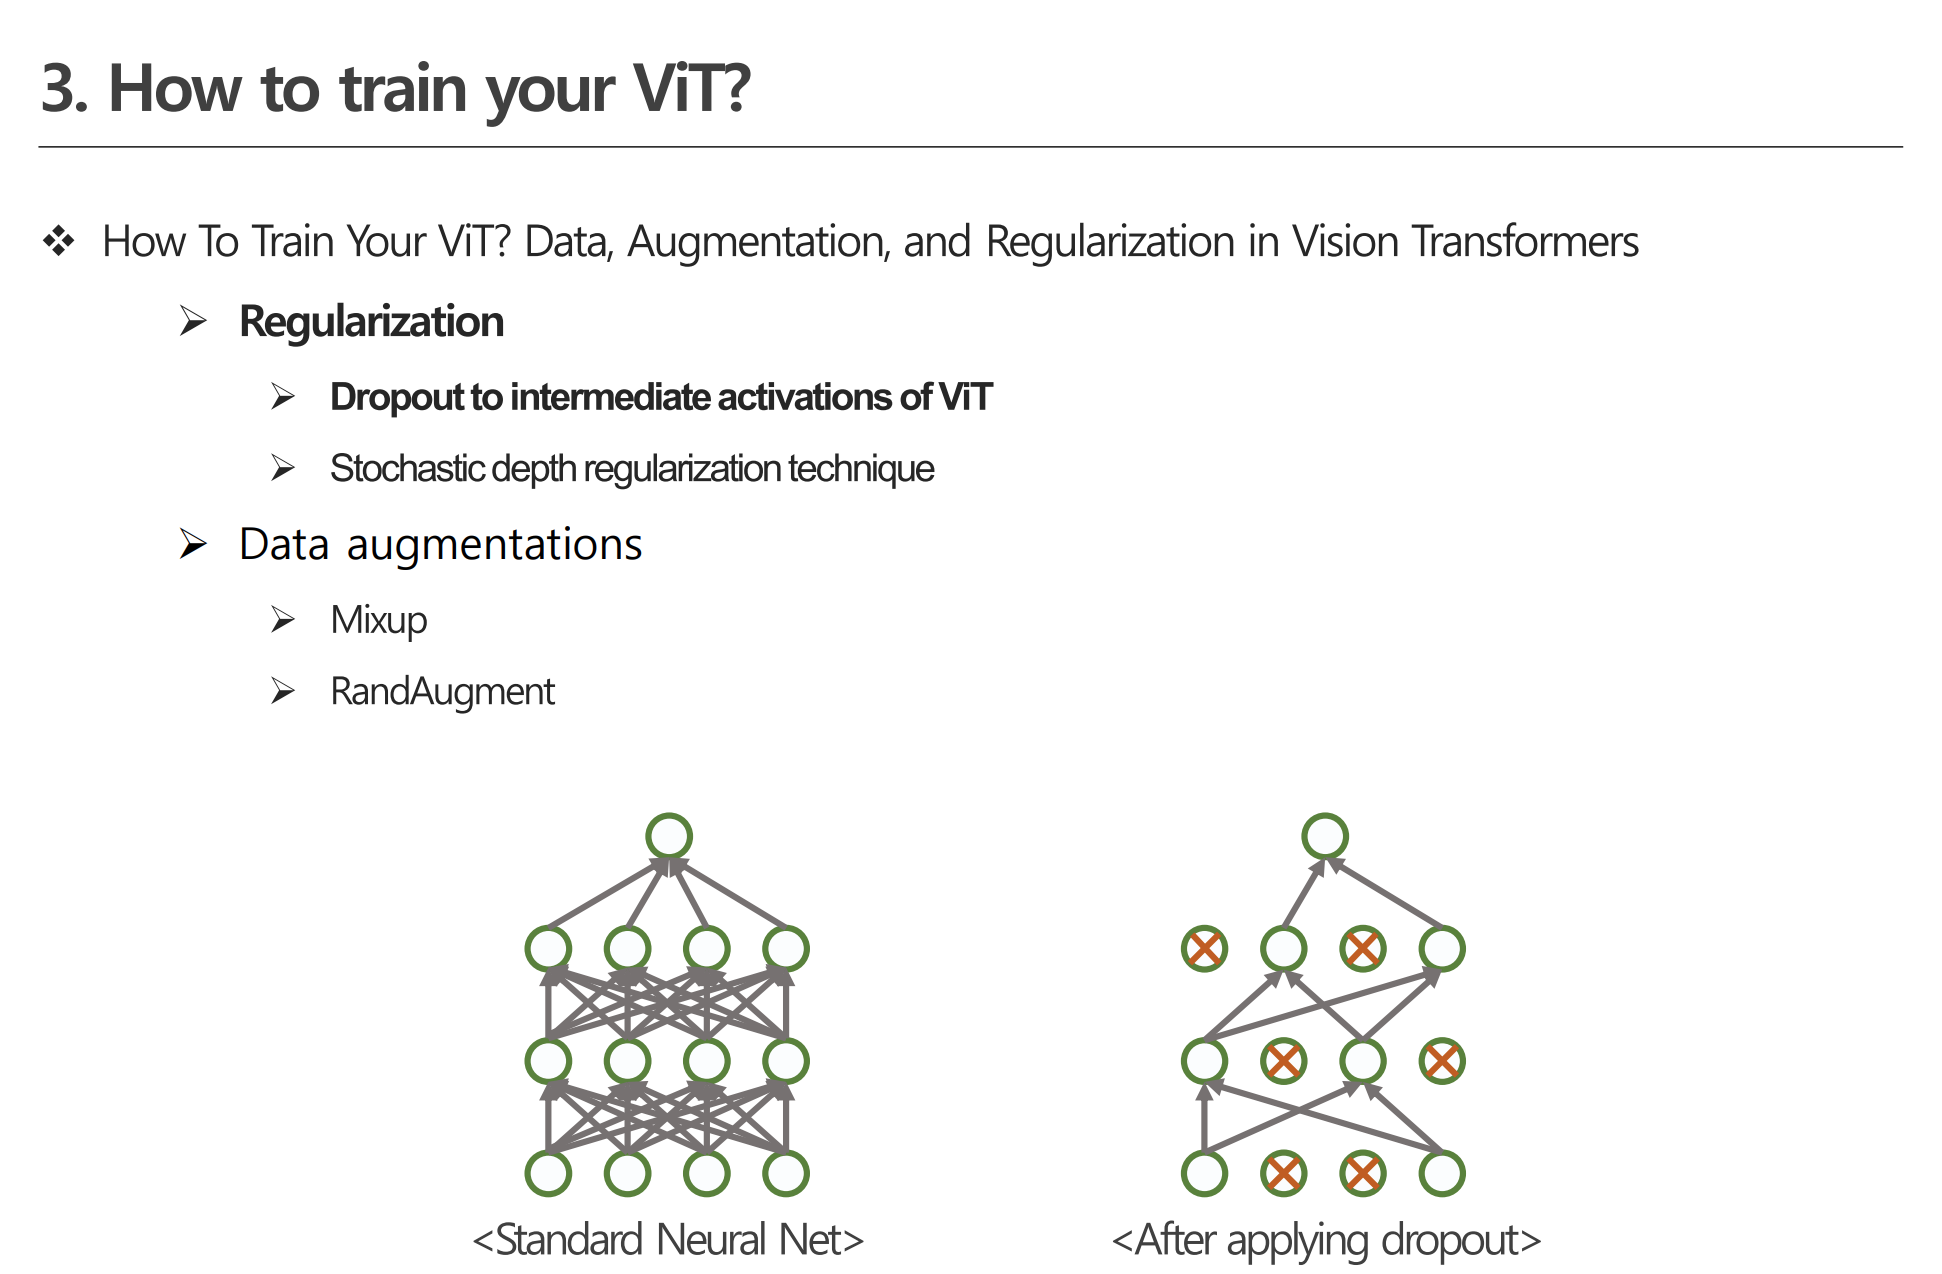 3. How to train your ViT?
How To Train Your ViT? Data, Augmentation, and Regularization in Vision Transformers
Regularization
Dropout to intermediate activations of ViT
Stochastic depth regularization technique
Data augmentations
Mixup
RandAugment
<Standard Neural Net>
<After applying dropout>